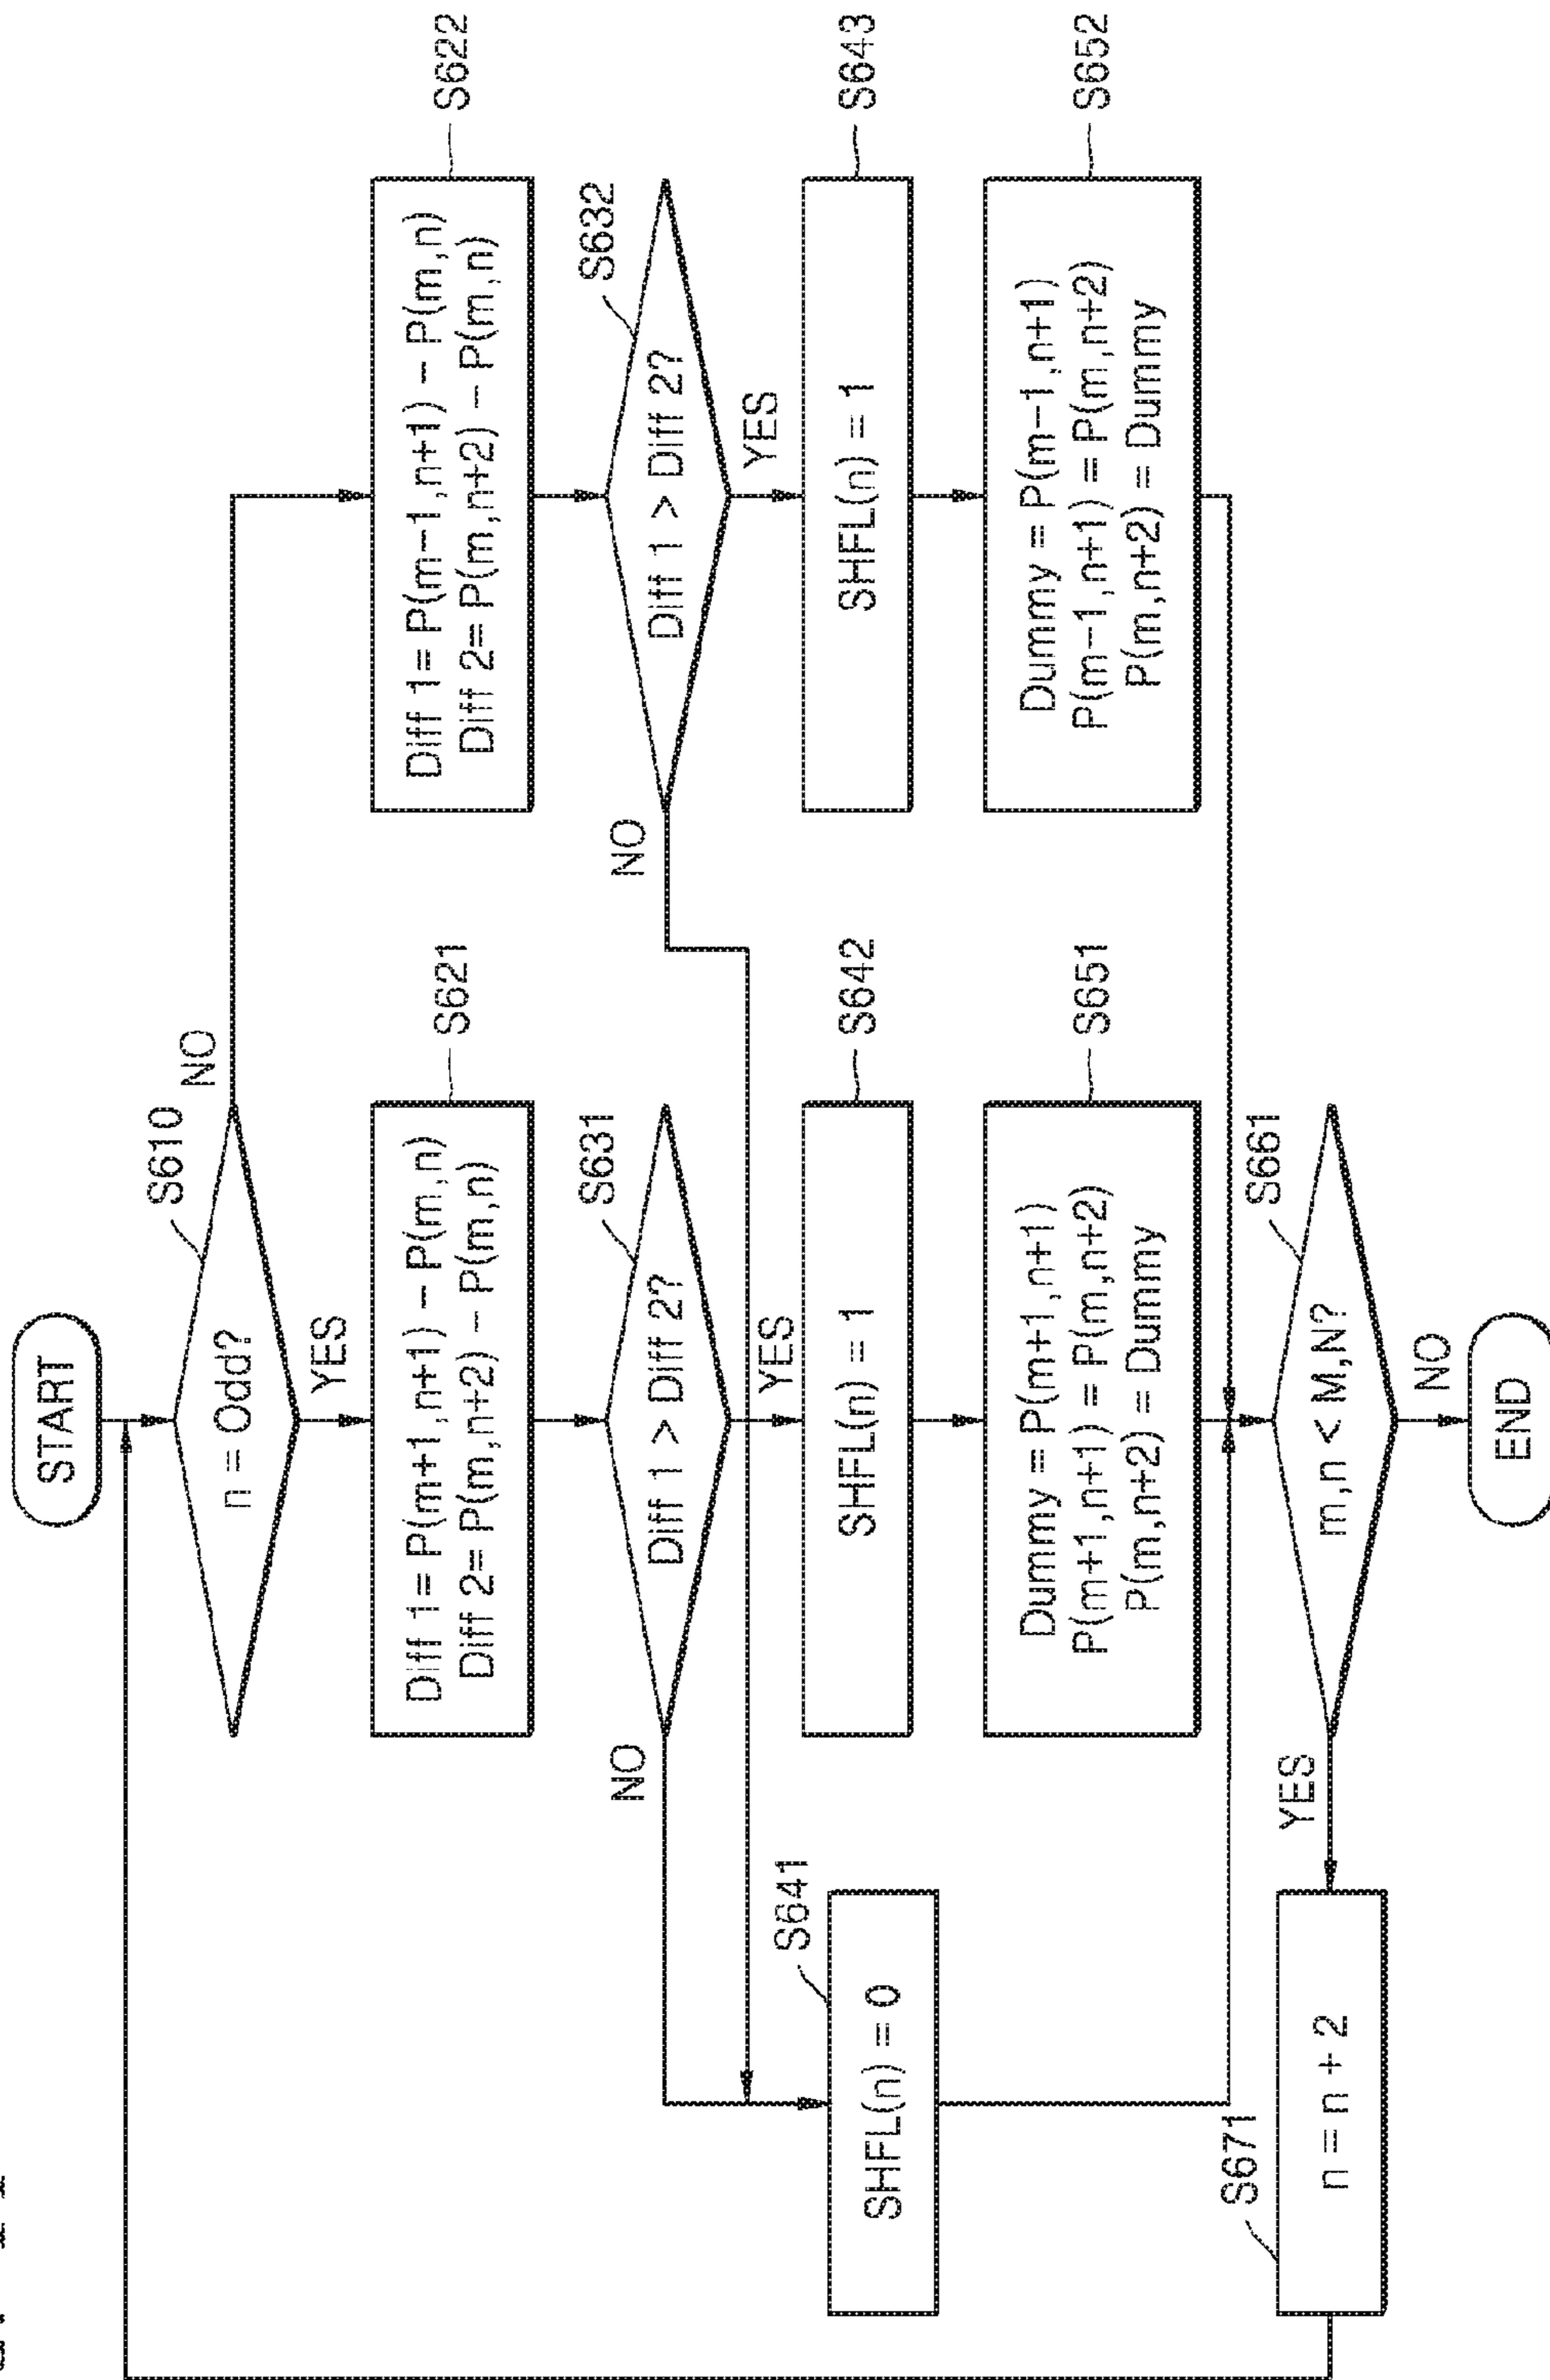 START
S610
n = Odd?
NO
YES
S621
Diff 1= P(m+1,n+1) - P(m,n)
Diff 2= P(m,n+2) - P(m,n)
S622
Diff 1= P(m-1,n+1) - P(m,n)
Diff 2= P(m,n+2) - P(m,n)
S631
Diff 1 > Diff 2?
NO
YES
S632
Diff 1 > Diff 2?
NO
YES
S641
SHFL(n) = 0
S642
SHFL(n) = 1
S643
SHFL(n) = 1
S651
Dummy = P(m+1,n+1)
P(m+1,n+1) = P(m,n+2)
P(m,n+2) = Dummy
S652
Dummy = P(m-1,n+1)
P(m-1,n+1) = P(m,n+2)
P(m,n+2) = Dummy
S661
m,n < M,N?
YES
NO
S671
n = n + 2
END